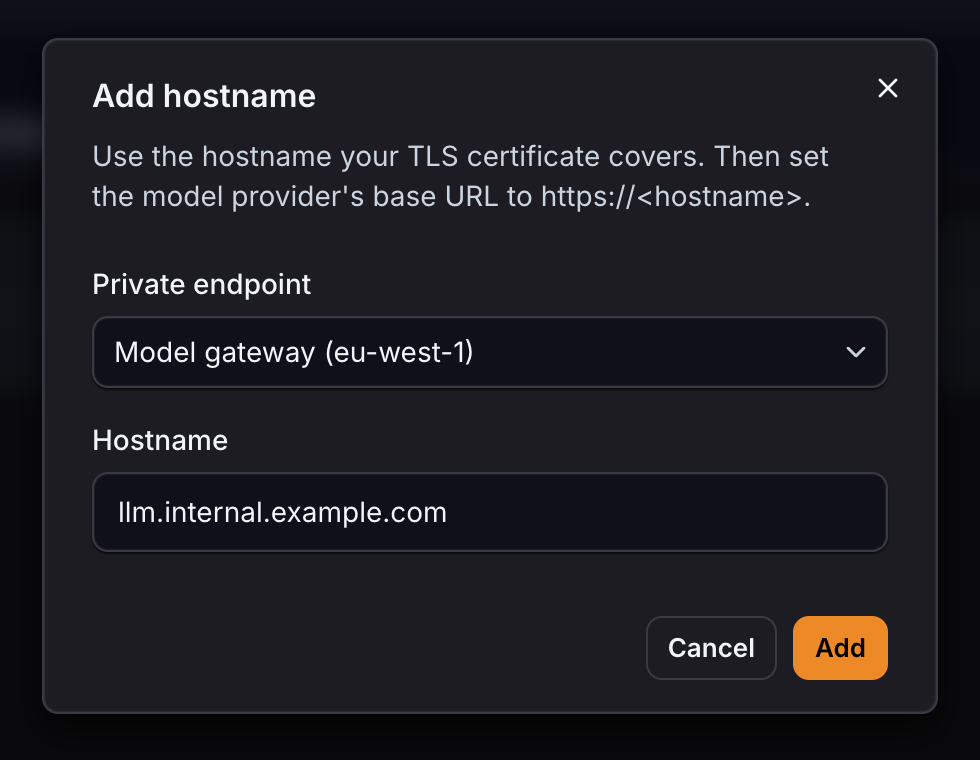 Add hostname
Use the hostname your TLS certificate covers. Then set
the model provider's base URL to https://<hostname>.
Private endpoint
Model gateway (eu-west-1)
Hostname
llm.internal.example.com
Cancel
Add